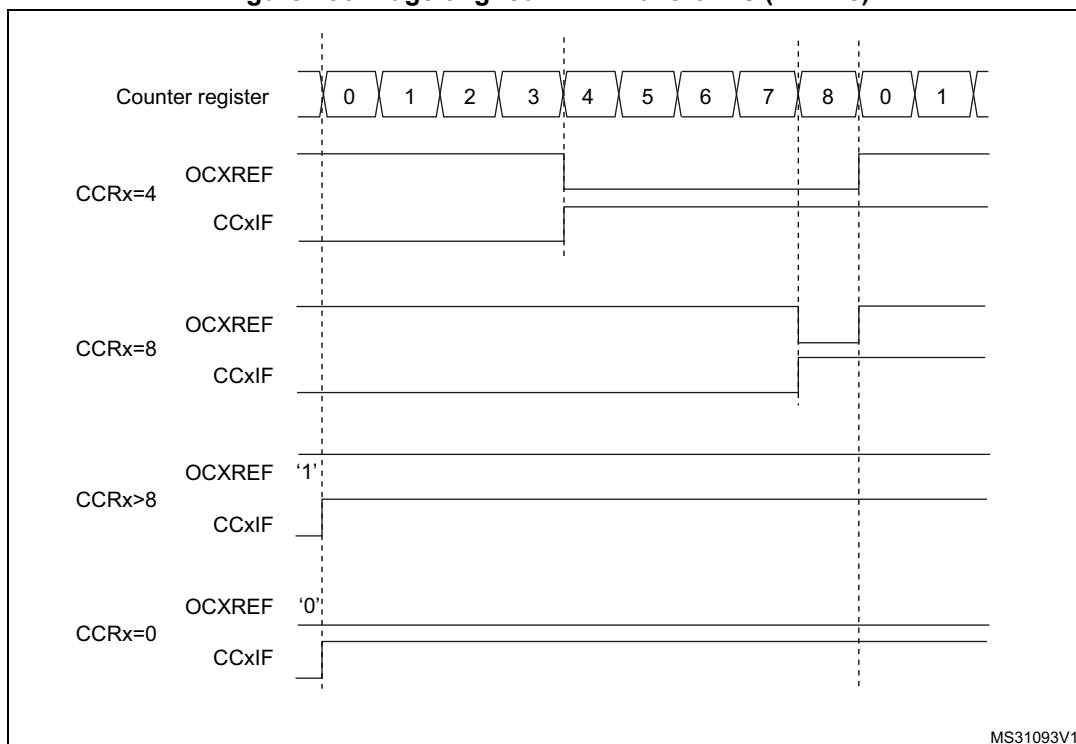 Counter register 0 1 2 3 4 5 6 7 8 0 1
CCRx=4
OCXREF
CCxIF
CCRx=8
OCXREF
CCxIF
CCRx>8
OCXREF '1'
CCxIF
CCRx=0
OCXREF '0'
CCxIF
MS31093V1